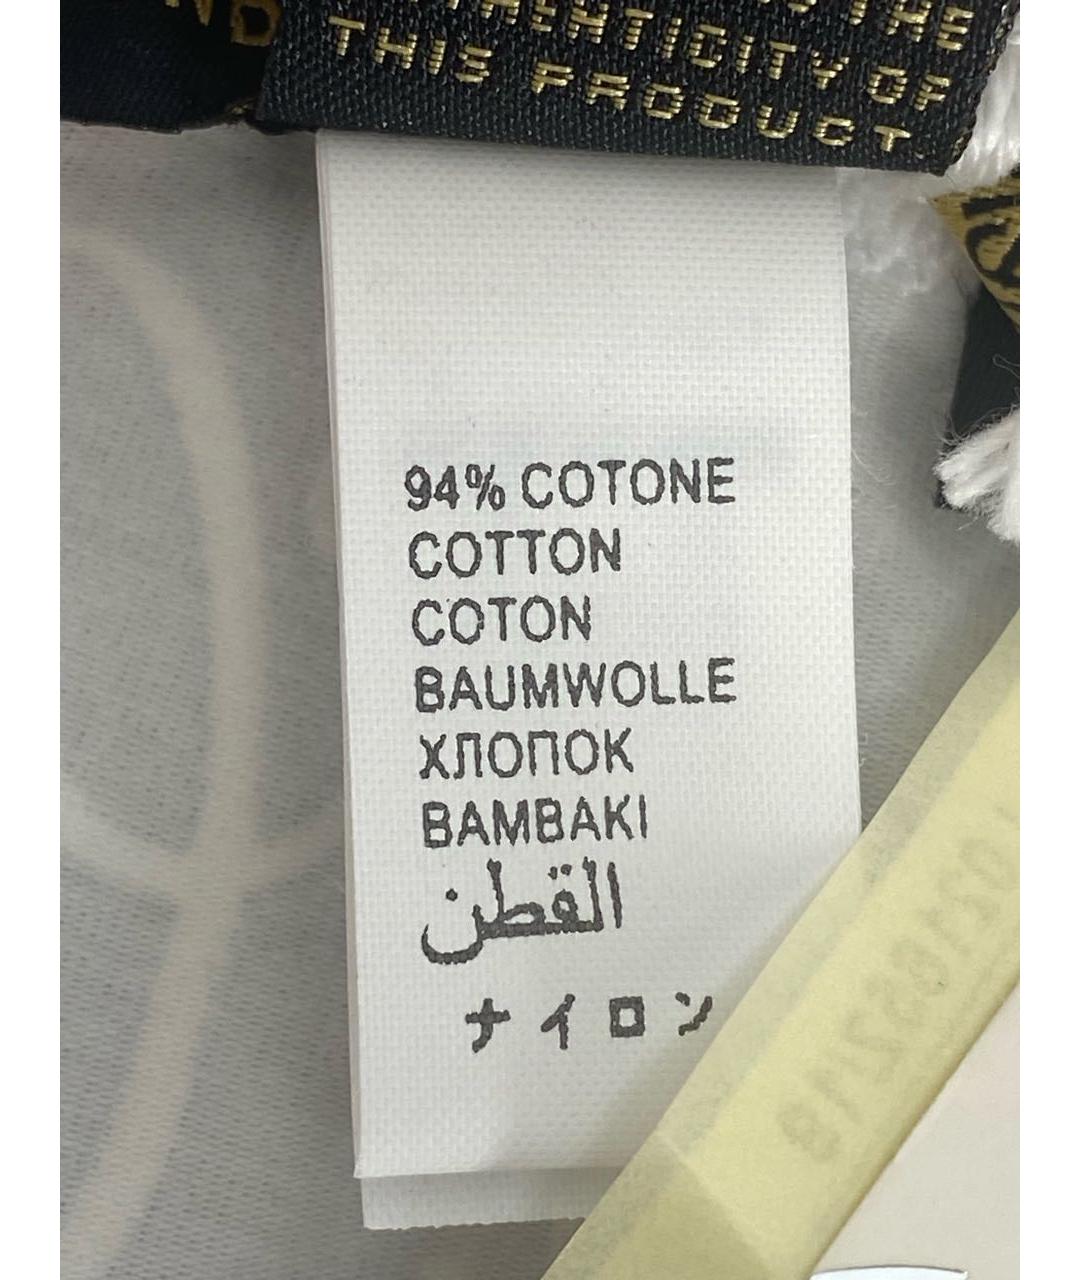 THE
THENTICITY OF
THIS PRODUCT
94% COTONE
COTTON
COTON
BAUMWOLLE
ХЛОПОК
BAMBAKI
القطن
ナイロン